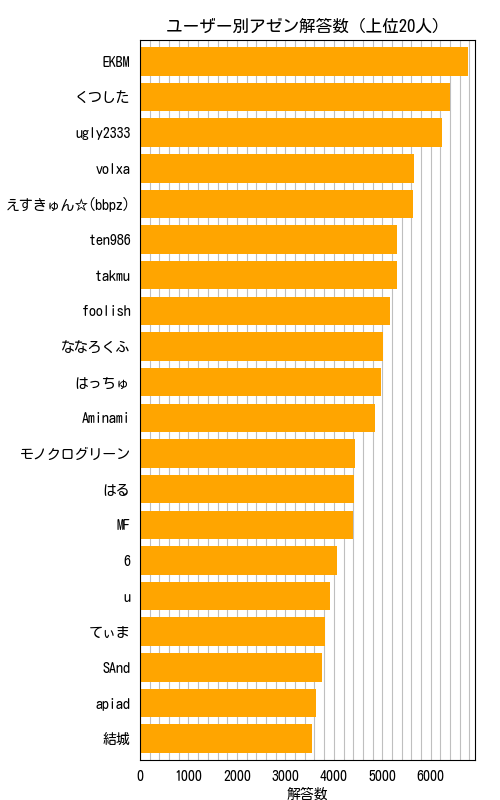 ユーザー別アゼン解答数 (上位20人)
EKBM
くつした
ugly2333
volxa
えすきゅん☆(bbpz)
ten986
takmu
foolish
ななろくふ
はっちゅ
Aminami
モノクログリーン
はる
MF
6
u
てぃま
SAnd
apiad
結城
0 1000 2000 3000 4000 5000 6000
解答数